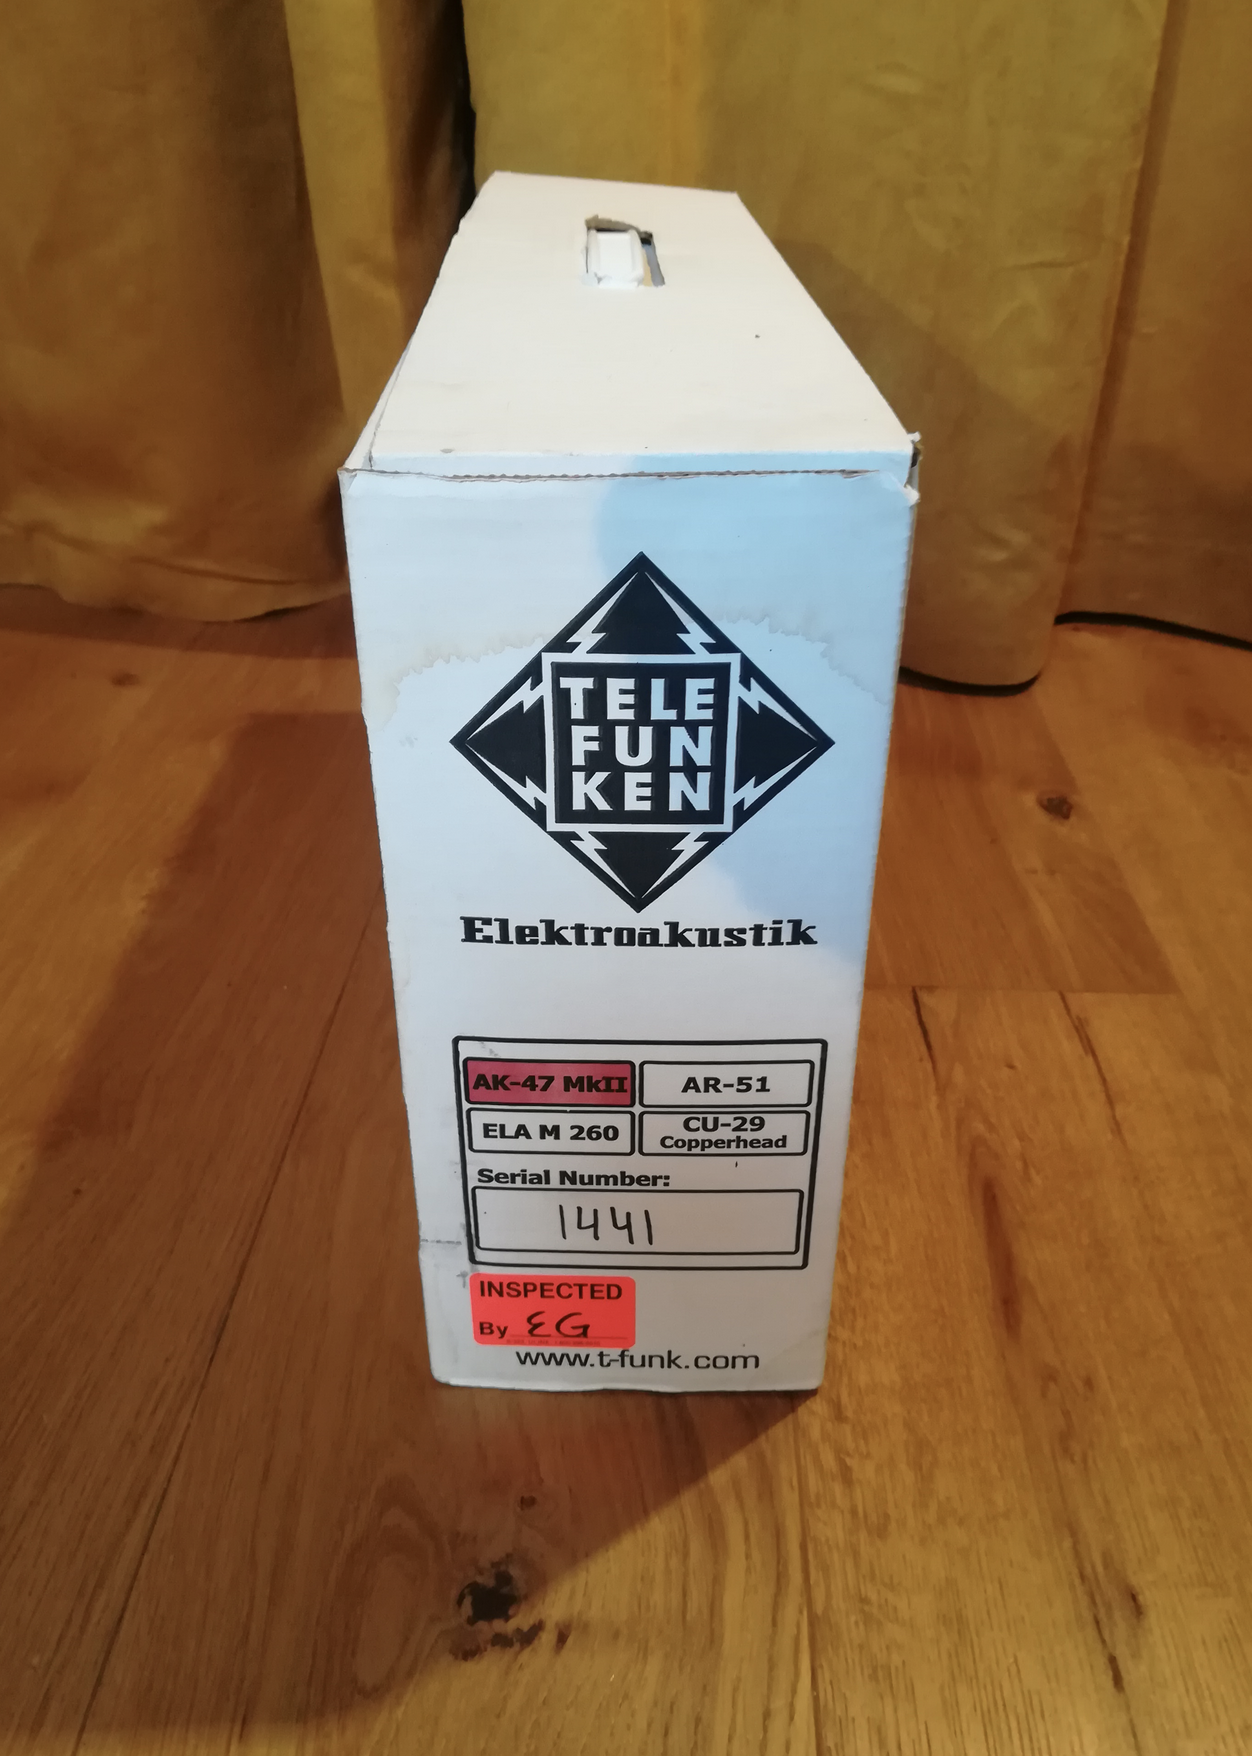 TELE
FUN
KEN
Elektroakustik
AK-47 MkII
AR-51
ELA M 260
CU-29
Copperhead
Serial Number:
1441
INSPECTED
By EG
www.t-funk.com